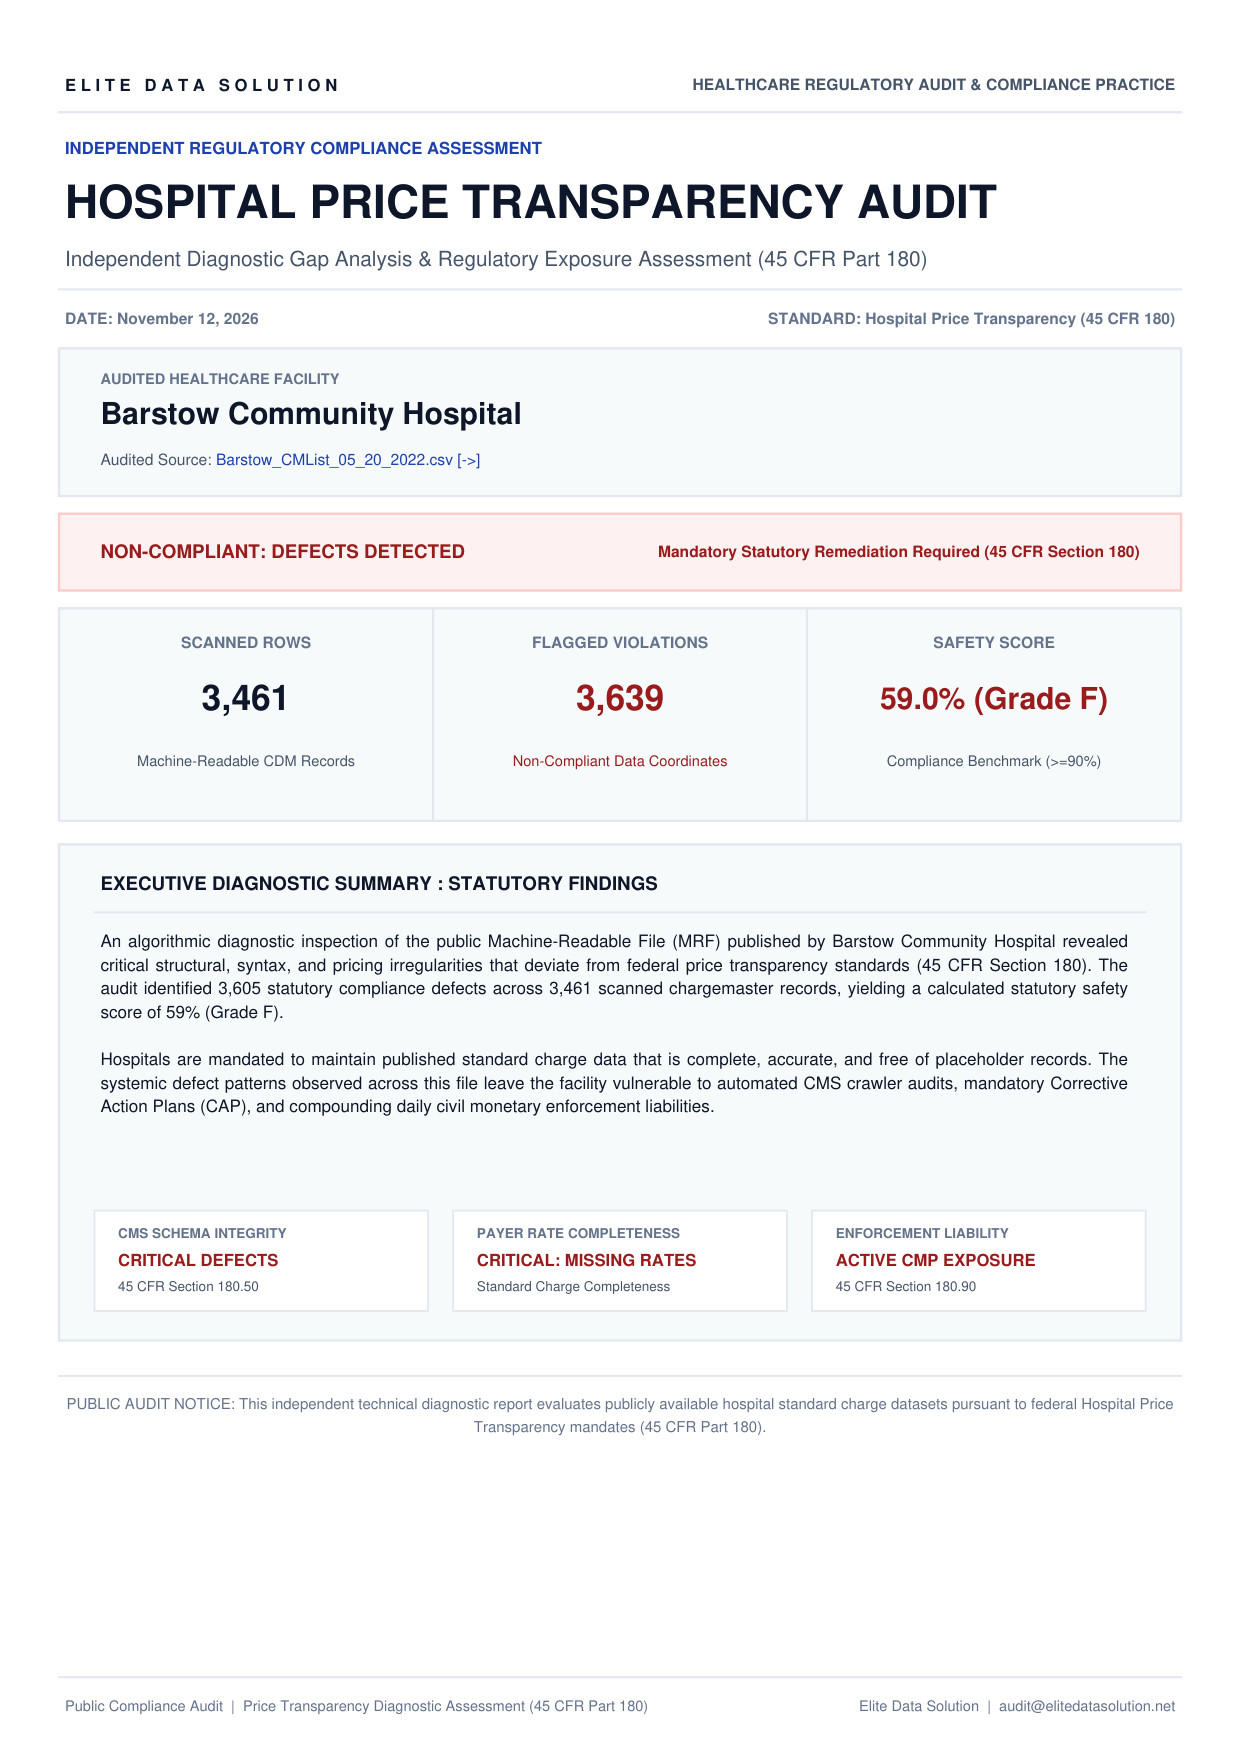 ELITE DATA SOLUTION
HEALTHCARE REGULATORY AUDIT & COMPLIANCE PRACTICE
INDEPENDENT REGULATORY COMPLIANCE ASSESSMENT
HOSPITAL PRICE TRANSPARENCY AUDIT
Independent Diagnostic Gap Analysis & Regulatory Exposure Assessment (45 CFR Part 180)
DATE: November 12, 2026
STANDARD: Hospital Price Transparency (45 CFR 180)
AUDITED HEALTHCARE FACILITY
Barstow Community Hospital
Audited Source: Barstow_CMList_05_20_2022.csv [->]
NON-COMPLIANT: DEFECTS DETECTED
Mandatory Statutory Remediation Required (45 CFR Section 180)
SCANNED ROWS
3,461
Machine-Readable CDM Records
FLAGGED VIOLATIONS
3,639
Non-Compliant Data Coordinates
SAFETY SCORE
59.0% (Grade F)
Compliance Benchmark (>=90%)
EXECUTIVE DIAGNOSTIC SUMMARY : STATUTORY FINDINGS
An algorithmic diagnostic inspection of the public Machine-Readable File (MRF) published by Barstow Community Hospital revealed
critical structural, syntax, and pricing irregularities that deviate from federal price transparency standards (45 CFR Section 180). The
audit identified 3,605 statutory compliance defects across 3,461 scanned chargemaster records, yielding a calculated statutory safety
score of 59% (Grade F).
Hospitals are mandated to maintain published standard charge data that is complete, accurate, and free of placeholder records. The
systemic defect patterns observed across this file leave the facility vulnerable to automated CMS crawler audits, mandatory Corrective
Action Plans (CAP), and compounding daily civil monetary enforcement liabilities.
CMS SCHEMA INTEGRITY
CRITICAL DEFECTS
45 CFR Section 180.50
PAYER RATE COMPLETENESS
CRITICAL: MISSING RATES
Standard Charge Completeness
ENFORCEMENT LIABILITY
ACTIVE CMP EXPOSURE
45 CFR Section 180.90
PUBLIC AUDIT NOTICE: This independent technical diagnostic report evaluates publicly available hospital standard charge datasets pursuant to federal Hospital Price
Transparency mandates (45 CFR Part 180).
Public Compliance Audit | Price Transparency Diagnostic Assessment (45 CFR Part 180)
Elite Data Solution | audit@elitedatasolution.net